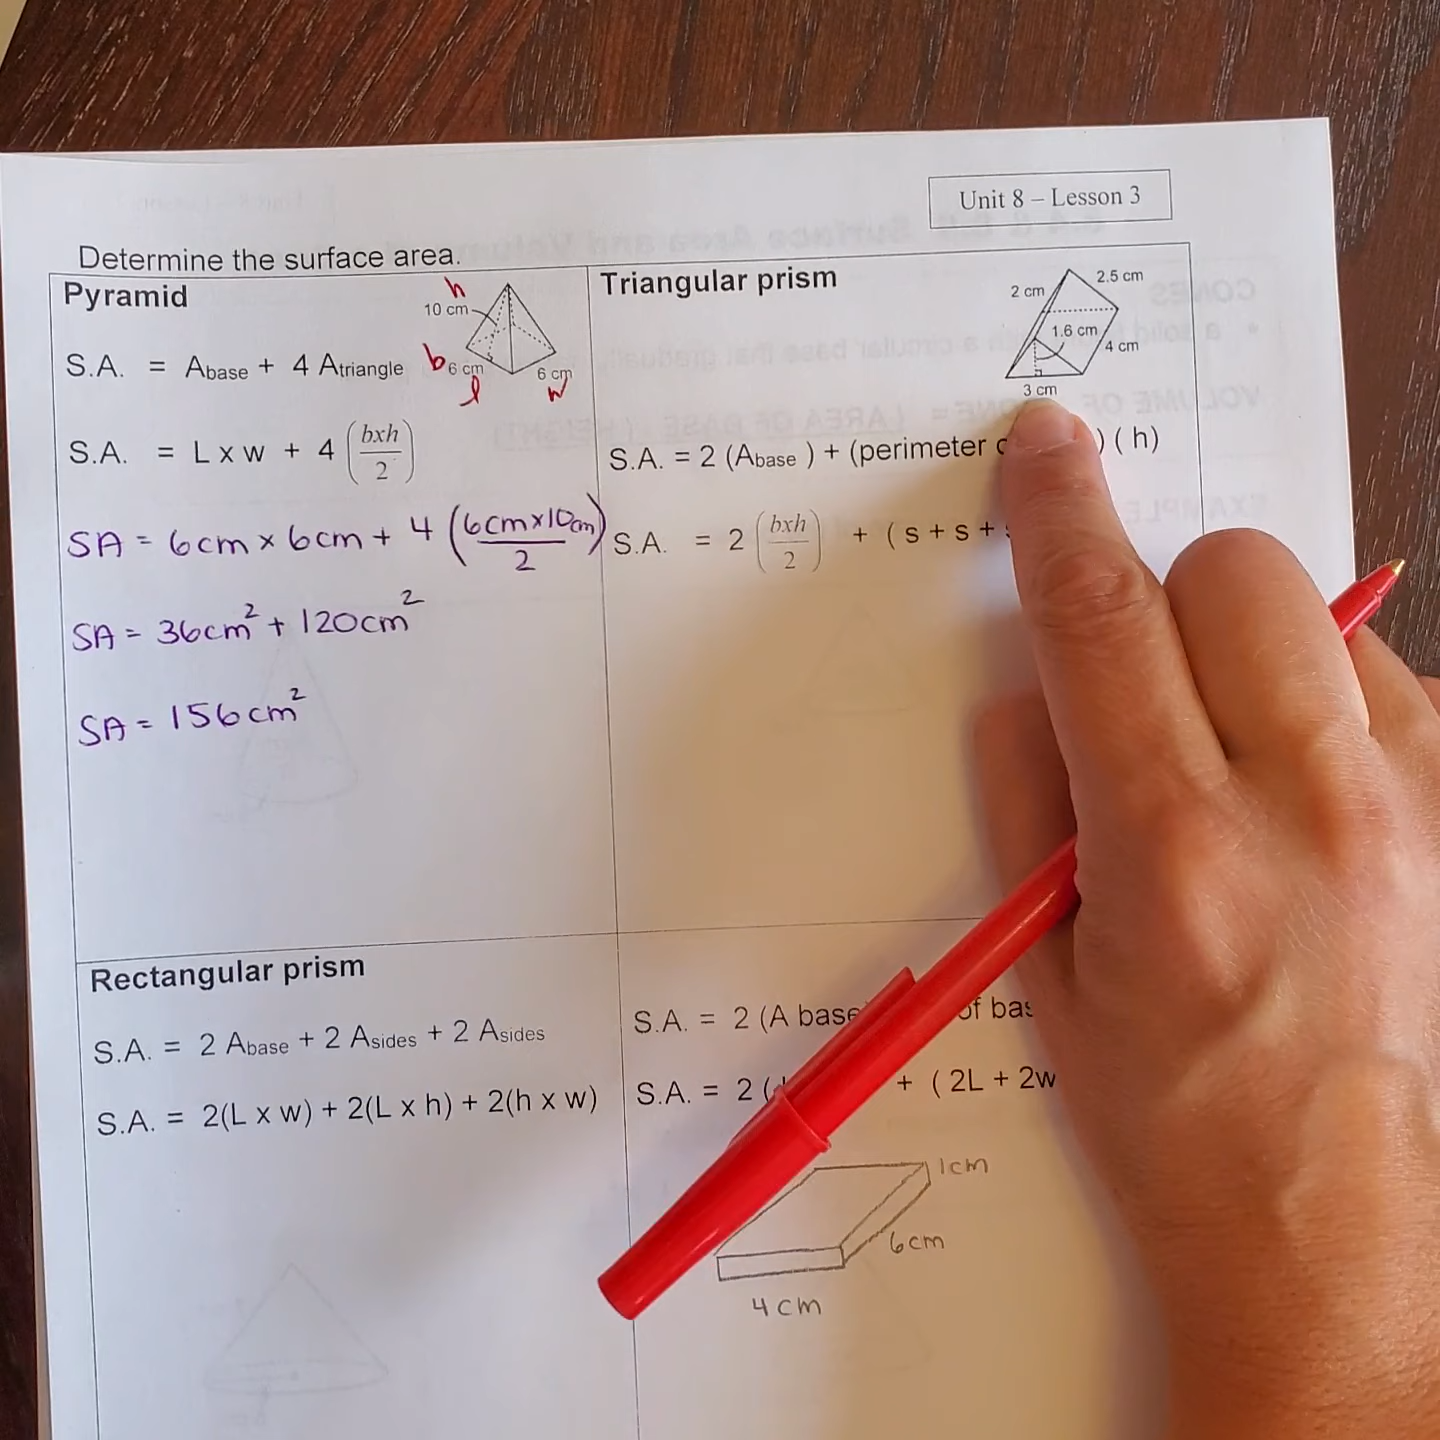 Unit 8 – Lesson 3
Determine the surface area.
Pyramid
h
10 cm
b 6 cm
l
6 cm
w
S.A. = Abase + 4 Atriangle
S.A. = L x w + 4 (bxh/2)
SA = 6cm x 6cm + 4 (6cm x 10cm/2)
SA = 36cm² + 120cm²
SA = 156cm²
Triangular prism
2 cm
2.5 cm
1.6 cm
4 cm
3 cm
S.A. = 2 (Abase ) + (perimeter ) ( h)
S.A. = 2 (bxh/2) + ( s + s +
Rectangular prism
S.A. = 2 Abase + 2 Asides + 2 Asides
S.A. = 2(L x w) + 2(L x h) + 2(h x w)
S.A. = 2 (A base of
S.A. = 2 ( + ( 2L + 2w
1cm
6cm
4cm